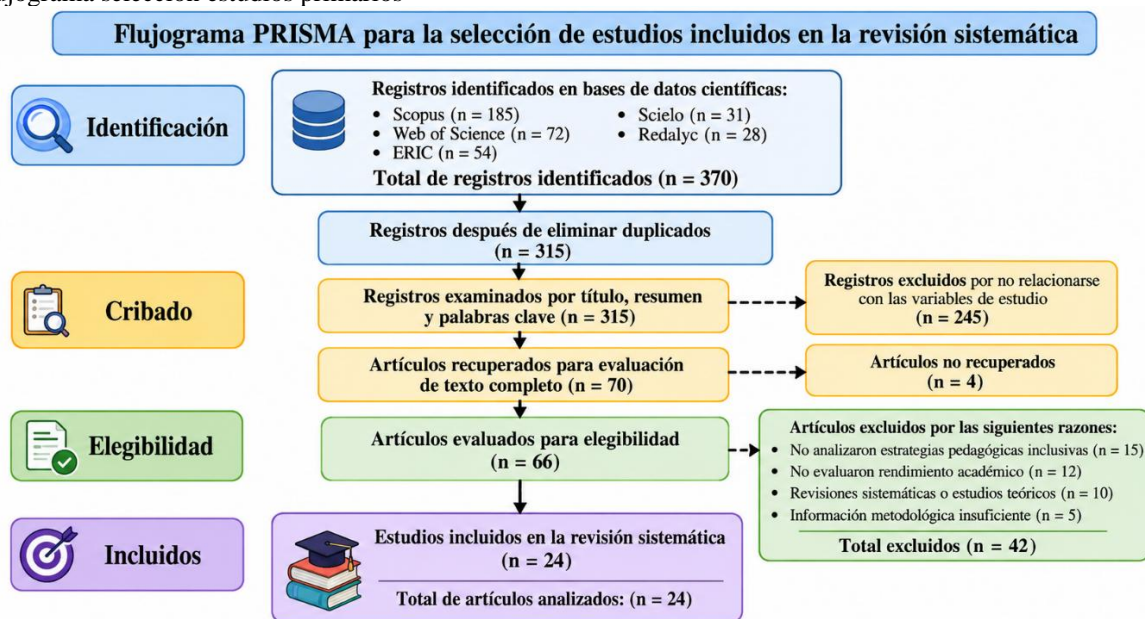 ujograma selección estudios primarios
Flujograma PRISMA para la selección de estudios incluidos en la revisión sistemática
Identificación
Registros identificados en bases de datos científicas:
• Scopus (n = 185)
• Web of Science (n = 72)
• ERIC (n = 54)
• Scielo (n = 31)
• Redalyc (n = 28)
Total de registros identificados (n = 370)
Registros después de eliminar duplicados
(n = 315)
Cribado
Registros examinados por título, resumen
y palabras clave (n = 315)
Registros excluidos por no relacionarse
con las variables de estudio
(n = 245)
Artículos recuperados para evaluación
de texto completo (n = 70)
Artículos no recuperados
(n = 4)
Elegibilidad
Artículos evaluados para elegibilidad
(n = 66)
Artículos excluidos por las siguientes razones:
• No analizaron estrategias pedagógicas inclusivas (n = 15)
• No evaluaron rendimiento académico (n = 12)
• Revisiones sistemáticas o estudios teóricos (n = 10)
• Información metodológica insuficiente (n = 5)
Total excluidos (n = 42)
Incluidos
Estudios incluidos en la revisión sistemática
(n = 24)
Total de artículos analizados: (n = 24)